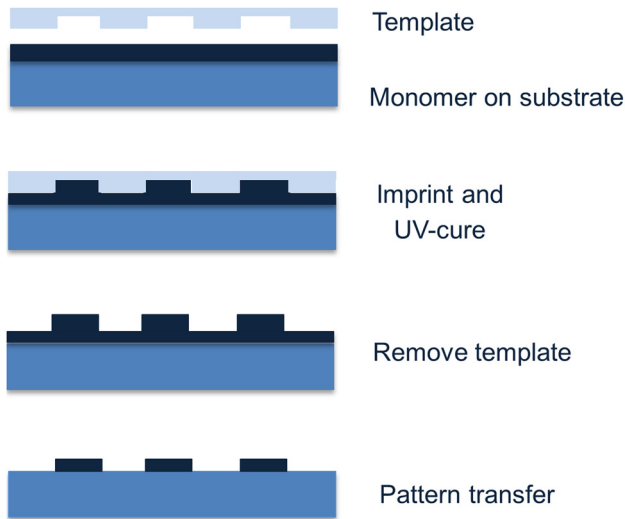 Template
Monomer on substrate
Imprint and
UV-cure
Remove template
Pattern transfer